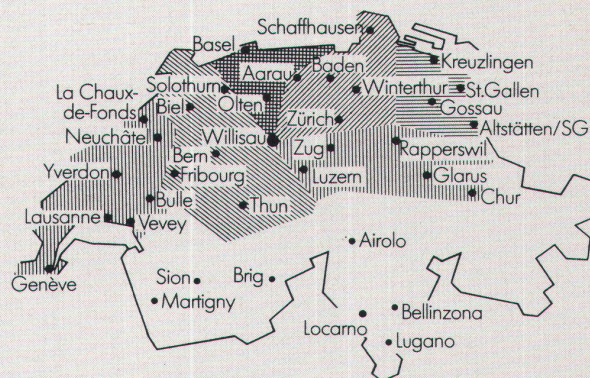 Schaffhausen
Basel
Kreuzlingen
Aarau
Baden
Solothurn
Winterthur
St.Gallen
La Chaux-
de-Fonds
Biel
Olten
Gossau
Zürich
Altstätten/SG
Neuchâtel
Willisau
Bern
Zug
Rapperswil
Yverdon
Fribourg
Luzern
Glarus
Bulle
Chur
Lausanne
Vevey
Thun
Airolo
Genève
Sion
Brig
Martigny
Bellinzona
Locarno
Lugano